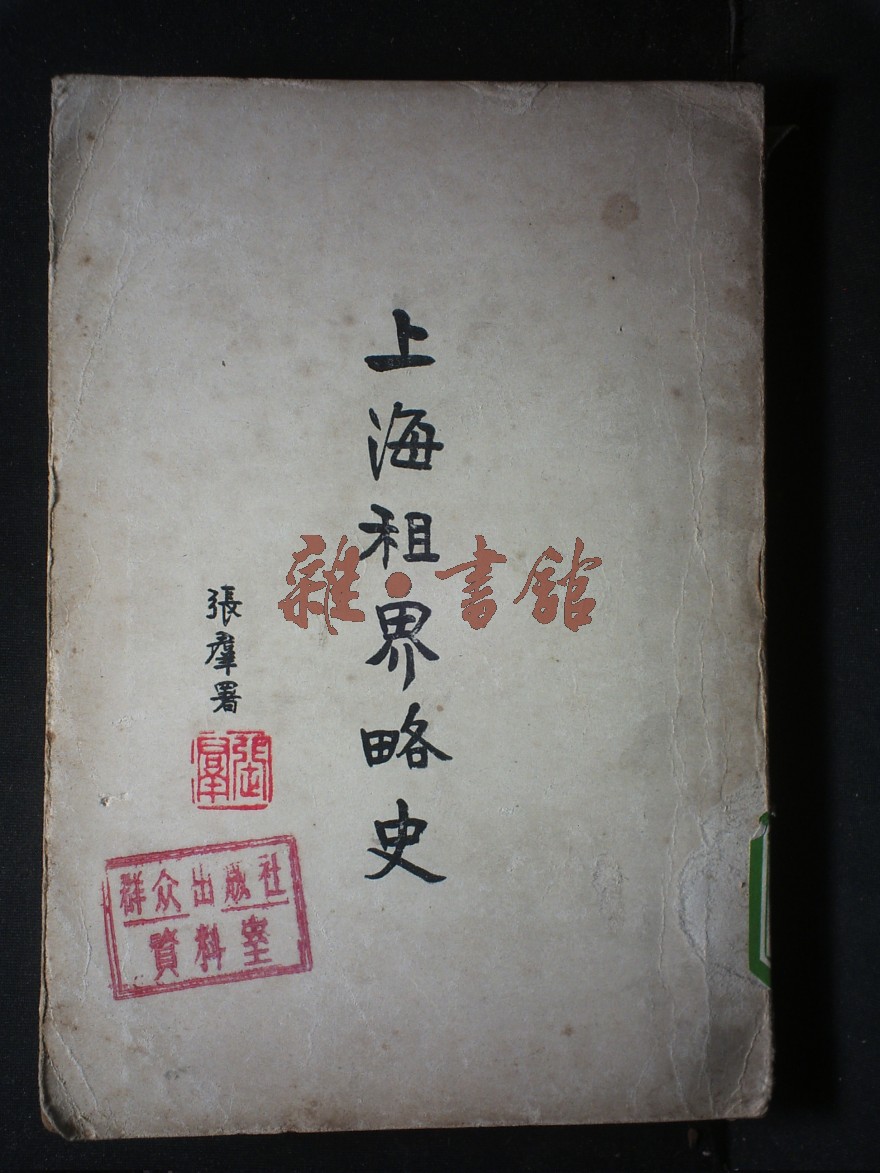 上海租界略史
張羣署
張羣
群众出版社
資料室
雜·書館